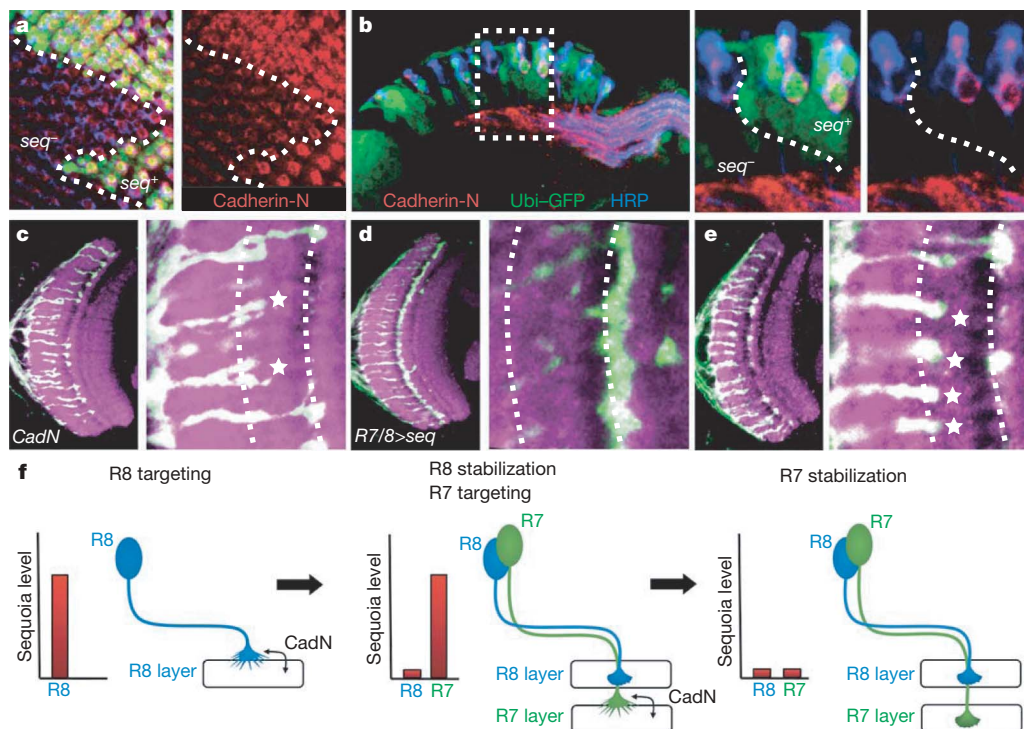 a
seq⁻
seq⁺
Cadherin-N
b
Cadherin-N Ubi–GFP HRP
seq⁺
seq⁻
c
CadN
d
R7/8>seq
e
f
R8 targeting
R8 stabilization
R7 targeting
R7 stabilization
Sequoia level
R8
R8
CadN
R8 layer
Sequoia level
R8 R7
R7
R8
R8 layer
CadN
R7 layer
Sequoia level
R8 R7
R7
R8
R8 layer
R7 layer